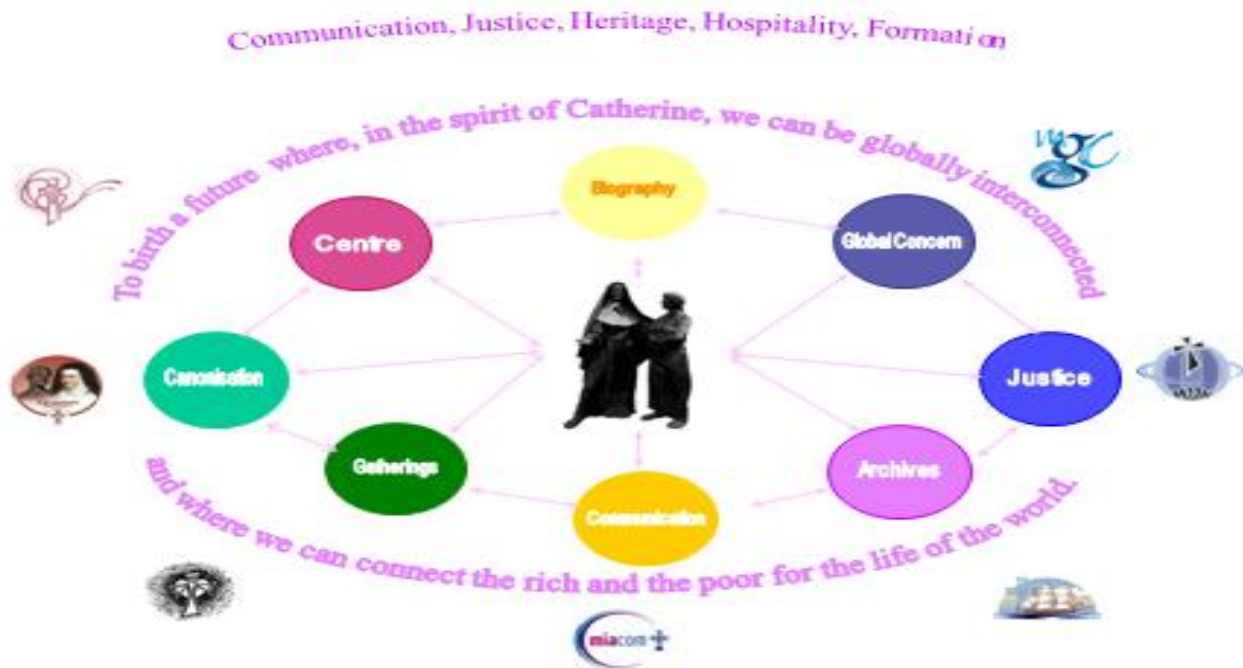 Communication, Justice, Heritage, Hospitality, Formation
To birth a future where, in the spirit of Catherine, we can be globally interconnected
Biography
Centre
Global Concern
Canonisation
Justice
Gatherings
Archives
Communication
and where we can connect the rich and the poor for the life of the world.
mgc
miacom